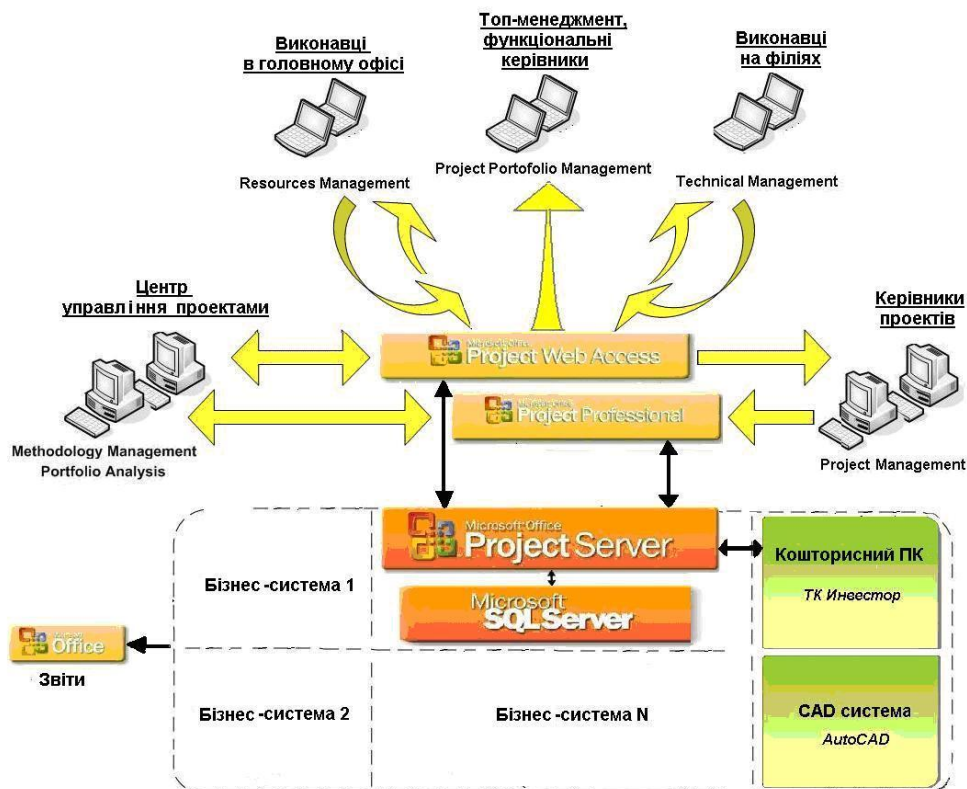 Топ-менеджмент,
функціональні
керівники
Виконавці
в головному офісі
Виконавці
на філіях
Resources Management
Project Portofolio Management
Technical Management
Центр
управління проектами
Керівники
проектів
Microsoft Office
Project Web Access
Microsoft Office
Project Professional
Methodology Management
Portfolio Analysis
Project Management
Microsoft Office
Project Server
Кошторисний ПК
ТК Инвестор
Бізнес -система 1
Microsoft
SQL Server
Microsoft
Office
Звіти
Бізнес -система 2
Бізнес -система N
CAD система
AutoCAD